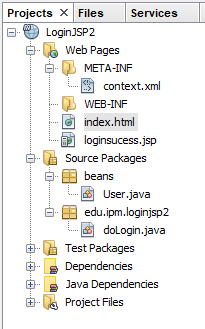 Projects Files Services
LoginJSP2
Web Pages
META-INF
context.xml
WEB-INF
index.html
loginsucess.jsp
Source Packages
beans
User.java
edu.ipm.loginjsp2
doLogin.java
Test Packages
Dependencies
Java Dependencies
Project Files